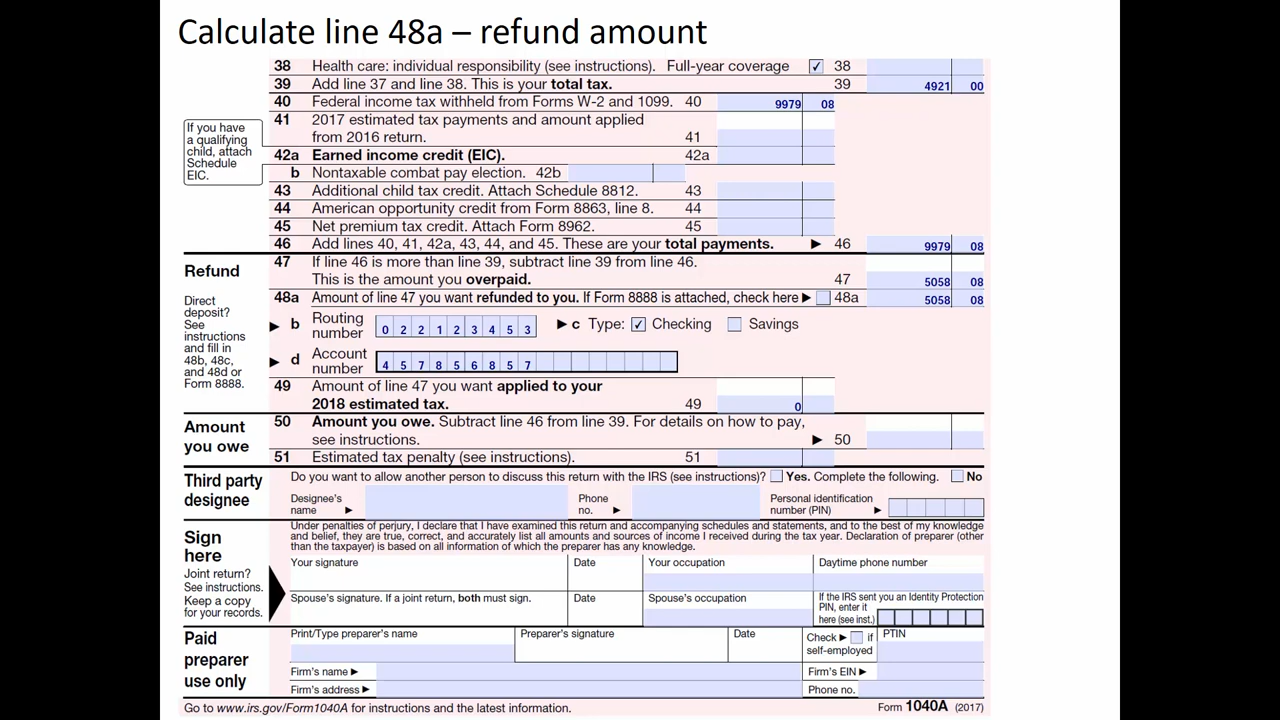 Calculate line 48a – refund amount
38 Health care: individual responsibility (see instructions). Full-year coverage ✓ 38
39 Add line 37 and line 38. This is your total tax. 39 4921 00
40 Federal income tax withheld from Forms W-2 and 1099. 40 9979 08
If you have
a qualifying
child, attach
Schedule
EIC.
41 2017 estimated tax payments and amount applied
from 2016 return. 41
42a Earned income credit (EIC). 42a
b Nontaxable combat pay election. 42b
43 Additional child tax credit. Attach Schedule 8812. 43
44 American opportunity credit from Form 8863, line 8. 44
45 Net premium tax credit. Attach Form 8962. 45
46 Add lines 40, 41, 42a, 43, 44, and 45. These are your total payments. ▶ 46 9979 08
Refund
47 If line 46 is more than line 39, subtract line 39 from line 46.
This is the amount you overpaid. 47 5058 08
Direct
deposit?
See
instructions
and fill in
48b, 48c,
and 48d or
Form 8888.
48a Amount of line 47 you want refunded to you. If Form 8888 is attached, check here ▶ 48a 5058 08
▶ b Routing
number 0 2 2 1 2 3 4 5 3 ▶ c Type: ✓ Checking Savings
▶ d Account
number 4 5 7 8 5 6 8 5 7
49 Amount of line 47 you want applied to your
2018 estimated tax. 49 0
Amount
you owe
50 Amount you owe. Subtract line 46 from line 39. For details on how to pay,
see instructions. ▶ 50
51 Estimated tax penalty (see instructions). 51
Third party
designee
Do you want to allow another person to discuss this return with the IRS (see instructions)? Yes. Complete the following. No
Designee's
name ▶
Phone
no. ▶
Personal identification
number (PIN) ▶
Sign
here
Joint return?
See instructions.
Keep a copy
for your records.
Under penalties of perjury, I declare that I have examined this return and accompanying schedules and statements, and to the best of my knowledge
and belief, they are true, correct, and accurately list all amounts and sources of income I received during the tax year. Declaration of preparer (other
than the taxpayer) is based on all information of which the preparer has any knowledge.
Your signature Date Your occupation Daytime phone number
Spouse's signature. If a joint return, both must sign. Date Spouse's occupation
If the IRS sent you an Identity Protection
PIN, enter it
here (see inst.)
Paid
preparer
use only
Print/Type preparer's name Preparer's signature Date
Check ▶ if
self-employed
PTIN
Firm's name ▶ Firm's EIN ▶
Firm's address ▶ Phone no.
Go to www.irs.gov/Form1040A for instructions and the latest information. Form 1040A (2017)